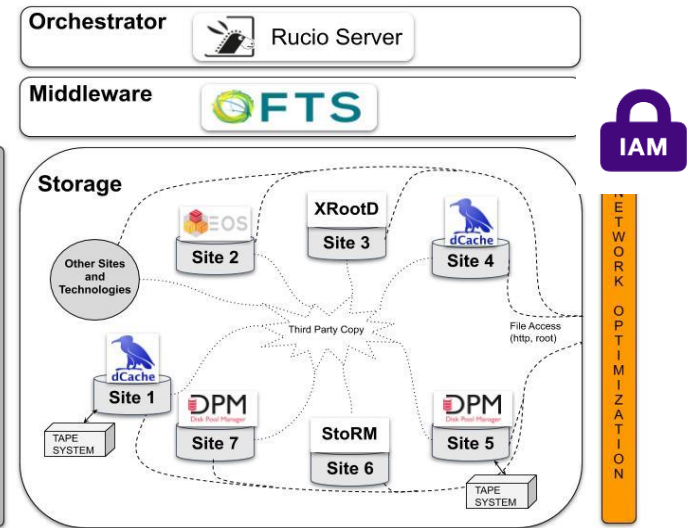 Orchestrator
Rucio Server
Middleware
FTS
IAM
Storage
EOS
Site 2
XRootD
Site 3
dCache
Site 4
Other Sites
and
Technologies
Third Party Copy
File Access
(http, root)
dCache
Site 1
TAPE
SYSTEM
DPM
Disk Pool Manager
Site 7
StoRM
Site 6
DPM
Disk Pool Manager
Site 5
TAPE
SYSTEM
NETWORK OPTIMIZATION